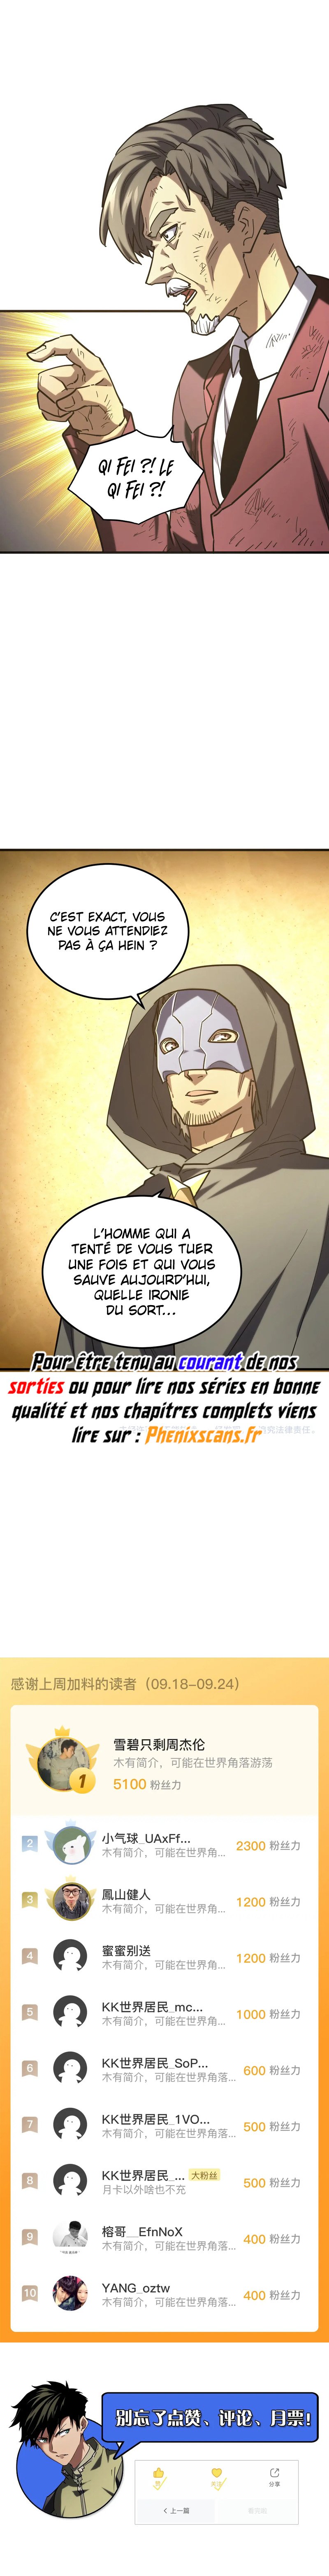 QI FEI ?! LE
QI FEI ?!
C'EST EXACT, VOUS
NE VOUS ATTENDIEZ
PAS À ÇA HEIN ?
L'HOMME QUI A
TENTÉ DE VOUS TUER
UNE FOIS ET QUI VOUS
SAUVE AUJOURD'HUI,
QUELLE IRONIE
DU SORT...
Pour être tenu au courant de nos
sorties ou pour lire nos séries en bonne
qualité et nos chapitres complets viens
lire sur : Phenixscans.fr
究法律责任。
感谢上周加料的读者（09.18-09.24）
1
雪碧只剩周杰伦
木有简介，可能在世界角落游荡
5100 粉丝力
2
小气球_UAxFf...
木有简介，可能在世界角...
2300 粉丝力
3
鳳山健人
木有简介，可能在世界角...
1200 粉丝力
4
蜜蜜别送
木有简介，可能在世界角...
1200 粉丝力
5
KK世界居民_mc...
木有简介，可能在世界角...
1000 粉丝力
6
KK世界居民_SoP...
木有简介，可能在世界角落...
600 粉丝力
7
KK世界居民_1VO...
木有简介，可能在世界角落...
500 粉丝力
8
KK世界居民_... 大粉丝
月卡以外啥也不充
500 粉丝力
9
榕哥__EfnNoX
木有简介，可能在世界角落...
400 粉丝力
10
YANG_oztw
木有简介，可能在世界角落...
400 粉丝力
别忘了点赞、评论、月票!
分享
< 上一篇